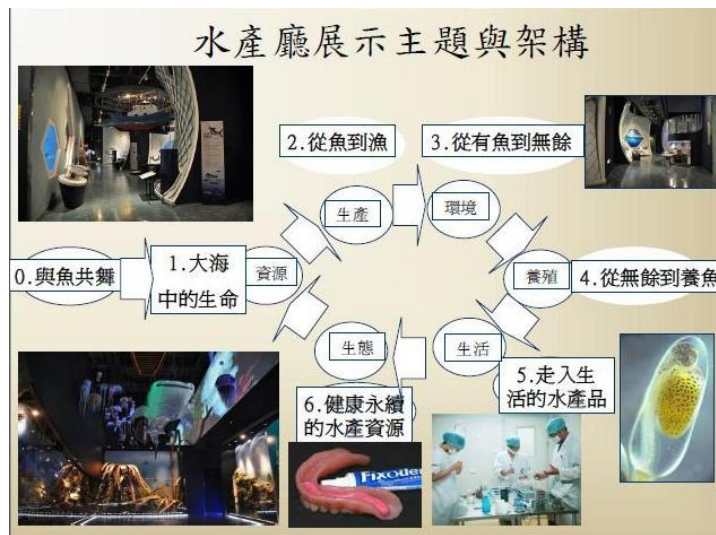 水產廳展示主題與架構
2.從魚到漁
3.從有魚到無餘
生產
環境
0.與魚共舞
1.大海
中的生命
資源
養殖
4.從無餘到養魚
生態
生活
5.走入生
活的水產品
6.健康永續
的水產資源
Fixoden